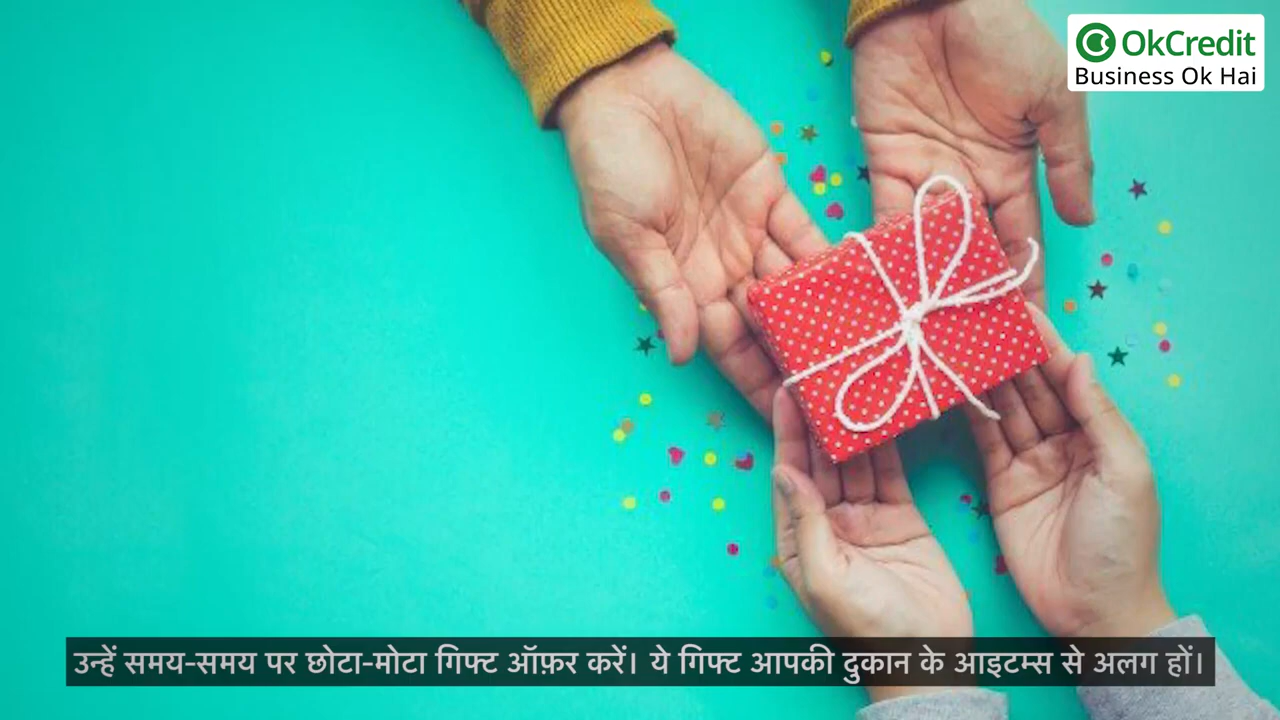 OkCredit
Business Ok Hai
उन्हें समय-समय पर छोटा-मोटा गिफ्ट ऑफ़र करें। ये गिफ्ट आपकी दुकान के आइटम्स से अलग हों।